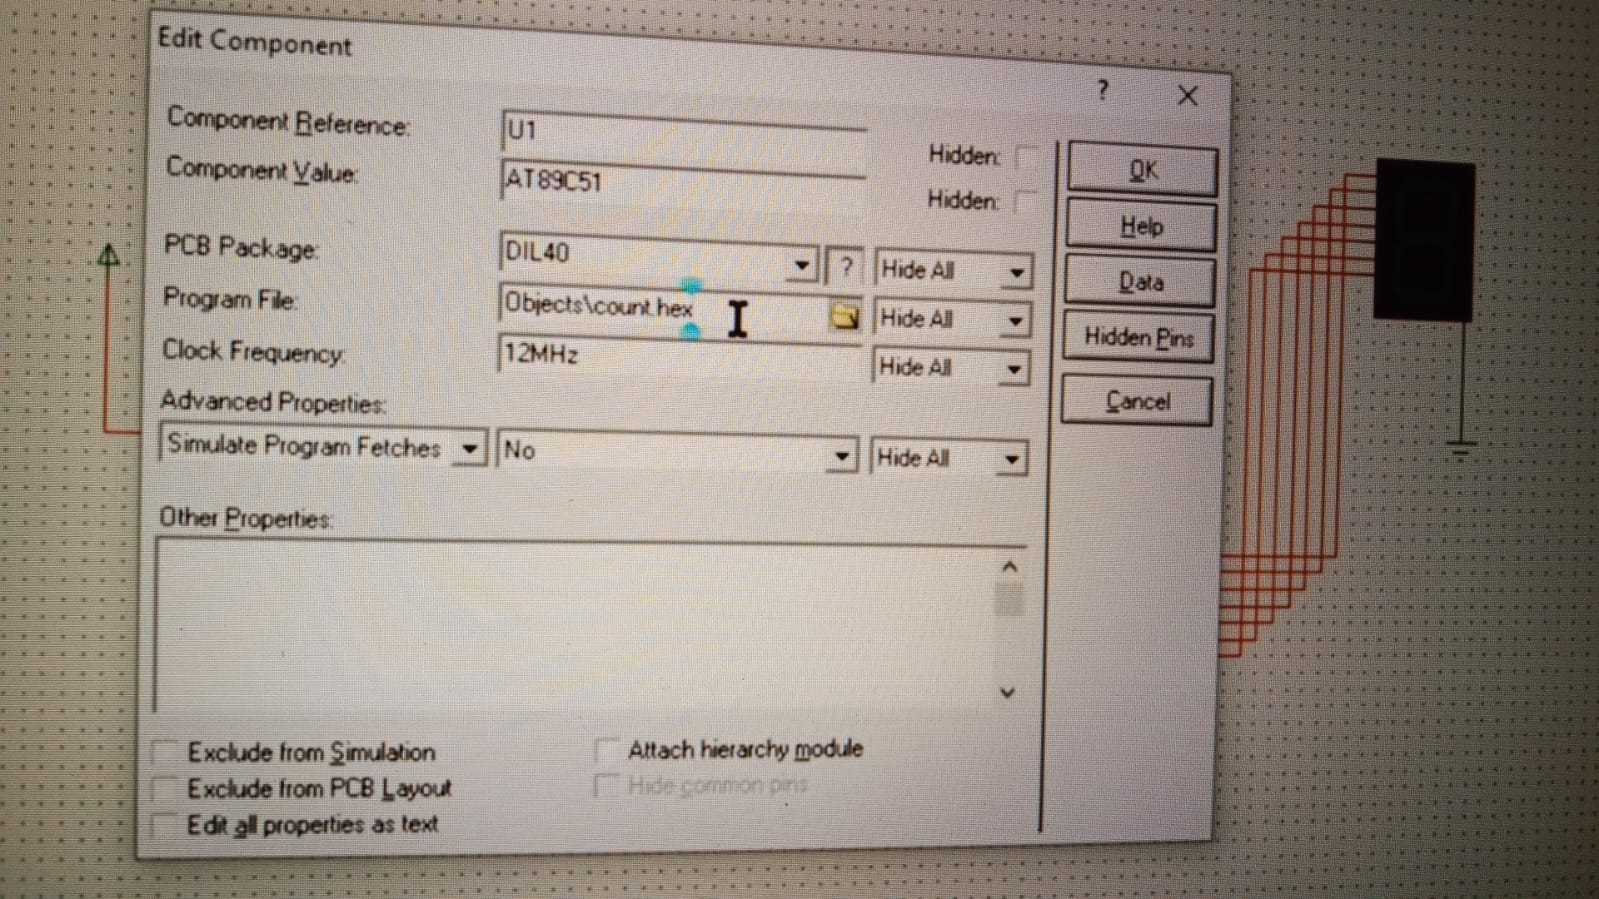 Edit Component
?
Component Reference:
U1
Hidden:
OK
Component Value:
AT89C51
Hidden:
Help
PCB Package:
DIL40
?
Hide All
Data
Program File:
Objects\count.hex
Hide All
Hidden Pins
Clock Frequency:
12MHz
Hide All
Cancel
Advanced Properties:
Simulate Program Fetches
No
Hide All
Other Properties:
Exclude from Simulation
Attach hierarchy module
Exclude from PCB Layout
Hide common pins
Edit all properties as text